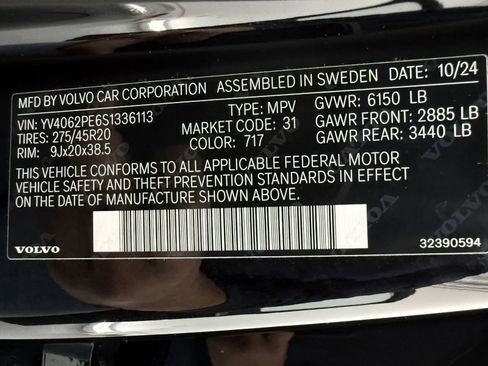 MFD BY VOLVO CAR CORPORATION ASSEMBLED IN SWEDEN DATE: 10/24
VIN: YV4062PE6S1336113 TYPE: MPV GVWR: 6150 LB
TIRES: 275/45R20 MARKET CODE: 31 GAWR FRONT: 2885 LB
RIM: 9Jx20x38.5 COLOR: 717 GAWR REAR: 3440 LB
THIS VEHICLE CONFORMS TO ALL APPLICABLE FEDERAL MOTOR
VEHICLE SAFETY AND THEFT PREVENTION STANDARDS IN EFFECT
ON THE DATE OF MANUFACTURE SHOWN ABOVE.
VOLVO 32390594